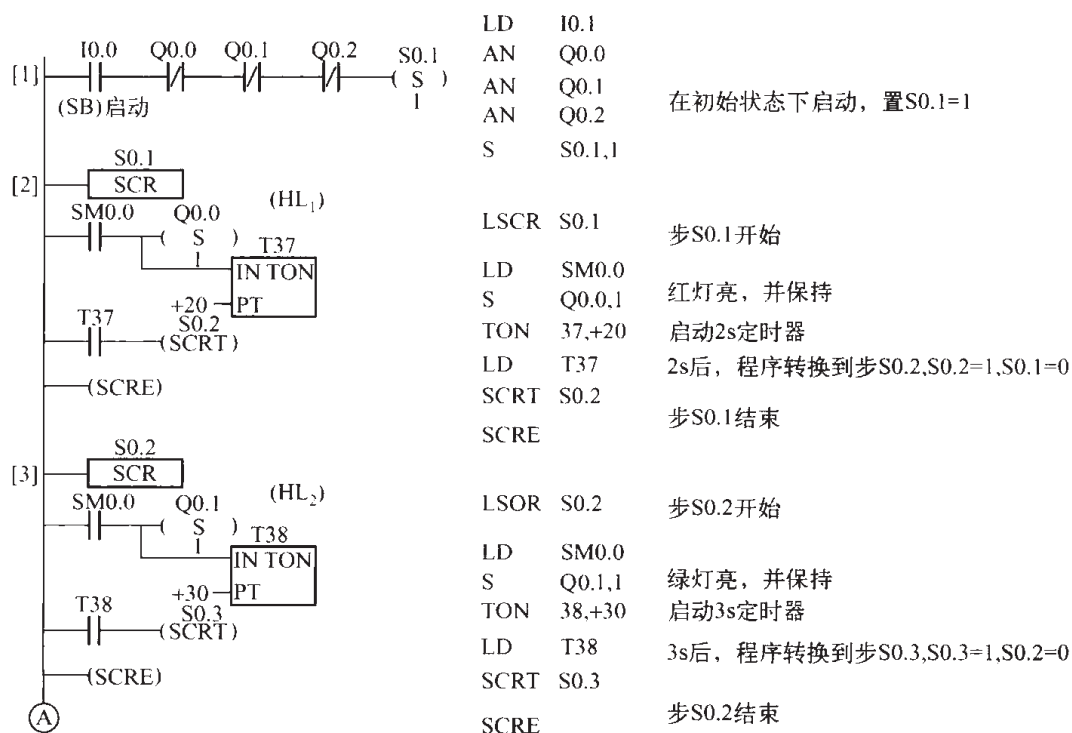 I0.0 Q0.0 Q0.1 Q0.2 S0.1
[1] ( S )
1
(SB)启动
S0.1
[2] SCR
(HL1)
SM0.0 Q0.0
( S )
1
T37
IN TON
+20 PT
T37 S0.2
(SCRT)
(SCRE)
S0.2
[3] SCR
(HL2)
SM0.0 Q0.1
( S )
1
T38
IN TON
+30 PT
T38 S0.3
(SCRT)
(SCRE)
A
LD I0.1
AN Q0.0
AN Q0.1
AN Q0.2
S S0.1,1
在初始状态下启动，置S0.1=1
LSCR S0.1 步S0.1开始
LD SM0.0
S Q0.0,1 红灯亮，并保持
TON 37,+20 启动2s定时器
LD T37 2s后，程序转换到步S0.2,S0.2=1,S0.1=0
SCRT S0.2
SCRE 步S0.1结束
LSOR S0.2 步S0.2开始
LD SM0.0
S Q0.1,1 绿灯亮，并保持
TON 38,+30 启动3s定时器
LD T38 3s后，程序转换到步S0.3,S0.3=1,S0.2=0
SCRT S0.3
SCRE 步S0.2结束